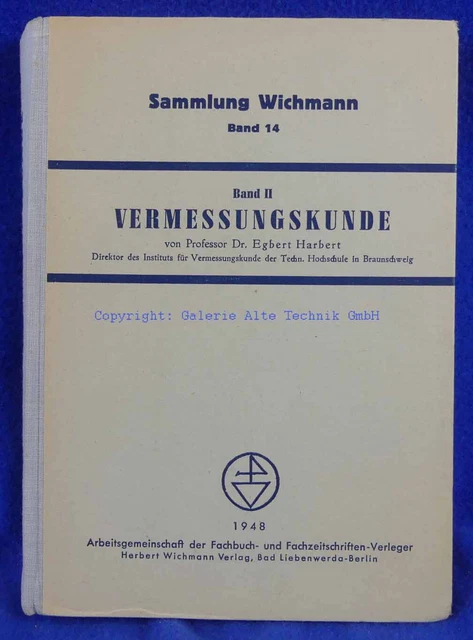 Sammlung Wichmann
Band 14
Band II
VERMESSUNGSKUNDE
von Professor Dr. Egbert Harbert
Direktor des Instituts für Vermessungskunde der Techn. Hochschule in Braunschweig
Copyright: Galerie Alte Technik GmbH
1948
Arbeitsgemeinschaft der Fachbuch- und Fachzeitschriften-Verleger
Herbert Wichmann Verlag, Bad Liebenwerda-Berlin